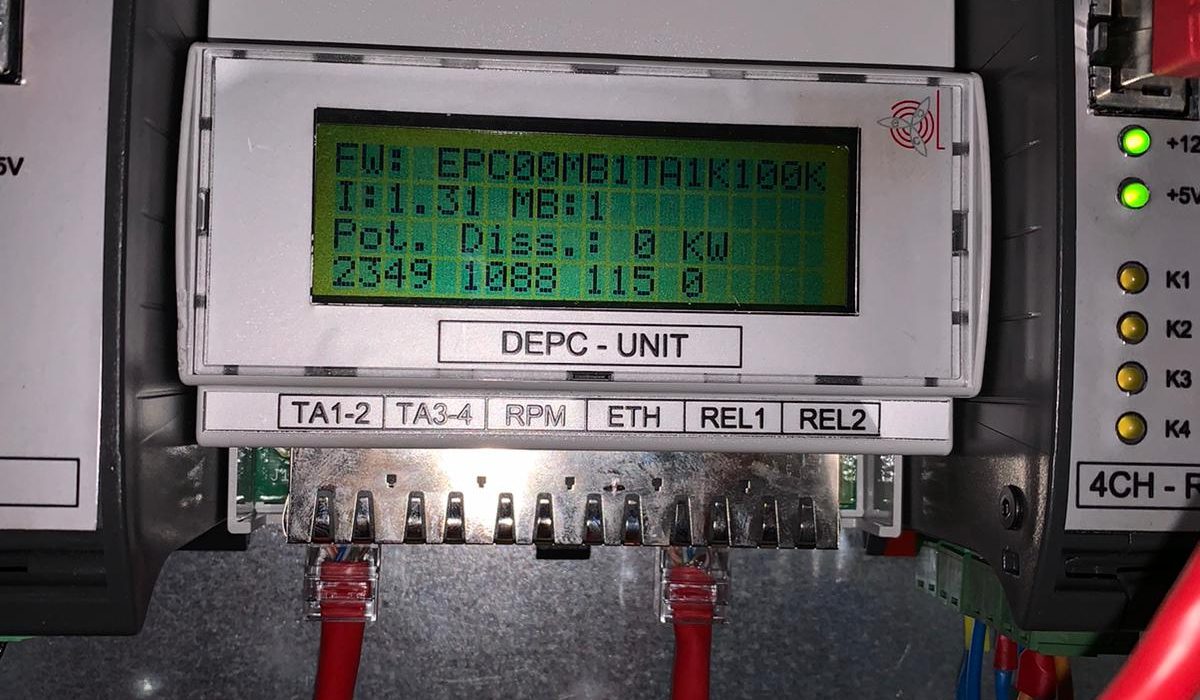 5V
FW: EPC00MB1TA1K100K
I:1.31 MB:1
Pot. Diss.: 0 KW
2349 1088 115 0
DEPC - UNIT
TA1-2 TA3-4 RPM ETH REL1 REL2
+12
+5V
K1
K2
K3
K4
4CH - R